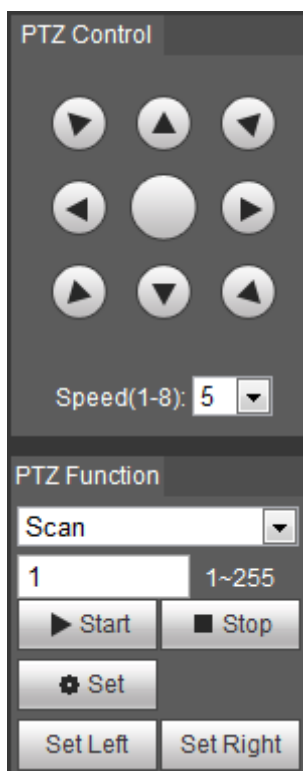 PTZ Control
Speed(1-8): 5
PTZ Function
Scan
1 1~255
Start Stop
Set
Set Left Set Right